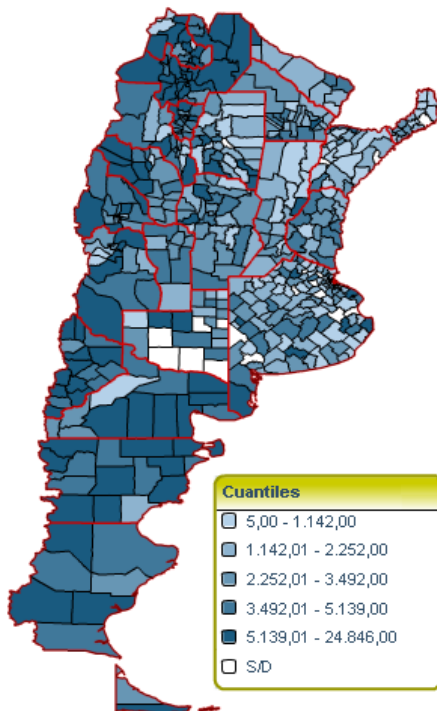 Cuantiles
5,00 - 1.142,00
1.142,01 - 2.252,00
2.252,01 - 3.492,00
3.492,01 - 5.139,00
5.139,01 - 24.846,00
S/D